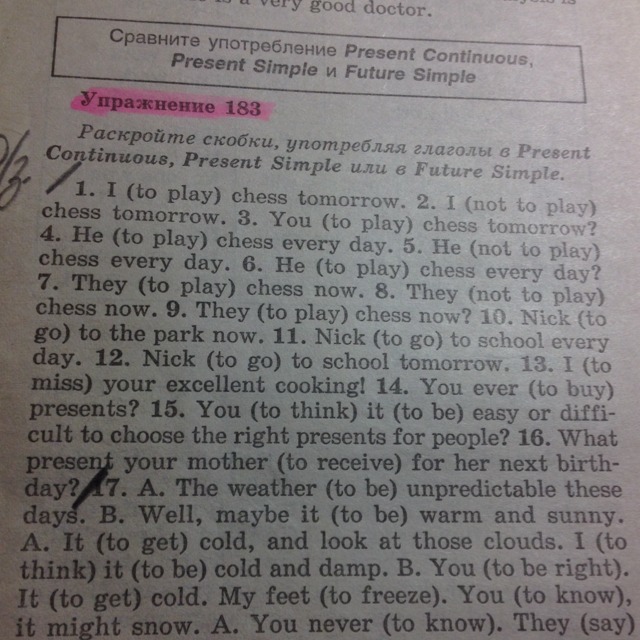 is a very good doctor.
Сравните употребление Present Continuous,
Present Simple и Future Simple
Упражнение 183
Раскройте скобки, употребляя глаголы в Present
Continuous, Present Simple или в Future Simple.
1. I (to play) chess tomorrow. 2. I (not to play)
chess tomorrow. 3. You (to play) chess tomorrow?
4. He (to play) chess every day. 5. He (not to play)
chess every day. 6. He (to play) chess every day?
7. They (to play) chess now. 8. They (not to play)
chess now. 9. They (to play) chess now? 10. Nick (to
go) to the park now. 11. Nick (to go) to school every
day. 12. Nick (to go) to school tomorrow. 13. I (to
miss) your excellent cooking! 14. You ever (to buy)
presents? 15. You (to think) it (to be) easy or diffi-
cult to choose the right presents for people? 16. What
present your mother (to receive) for her next birth-
day? 17. A. The weather (to be) unpredictable these
days. B. Well, maybe it (to be) warm and sunny.
A. It (to get) cold, and look at those clouds. I (to
think) it (to be) cold and damp. B. You (to be right).
It (to get) cold. My feet (to freeze). You (to know),
it might snow. A. You never (to know). They (say)